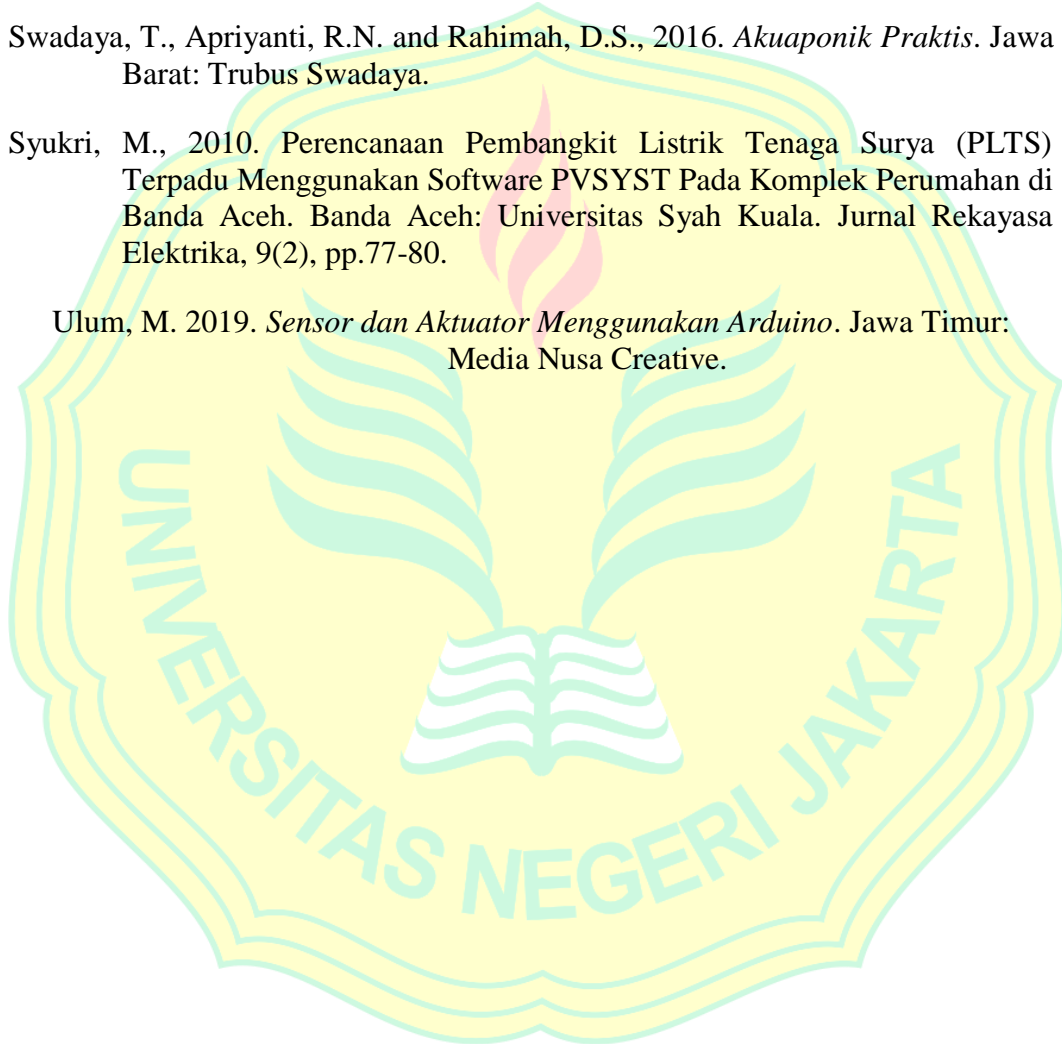 Swadaya, T., Apriyanti, R.N. and Rahimah, D.S., 2016. Akuaponik Praktis. Jawa
Barat: Trubus Swadaya.
Syukri, M., 2010. Perencanaan Pembangkit Listrik Tenaga Surya (PLTS)
Terpadu Menggunakan Software PVSYST Pada Komplek Perumahan di
Banda Aceh. Banda Aceh: Universitas Syah Kuala. Jurnal Rekayasa
Elektrika, 9(2), pp.77-80.
Ulum, M. 2019. Sensor dan Aktuator Menggunakan Arduino. Jawa Timur:
Media Nusa Creative.
UNIVERSITAS NEGERI JAKARTA